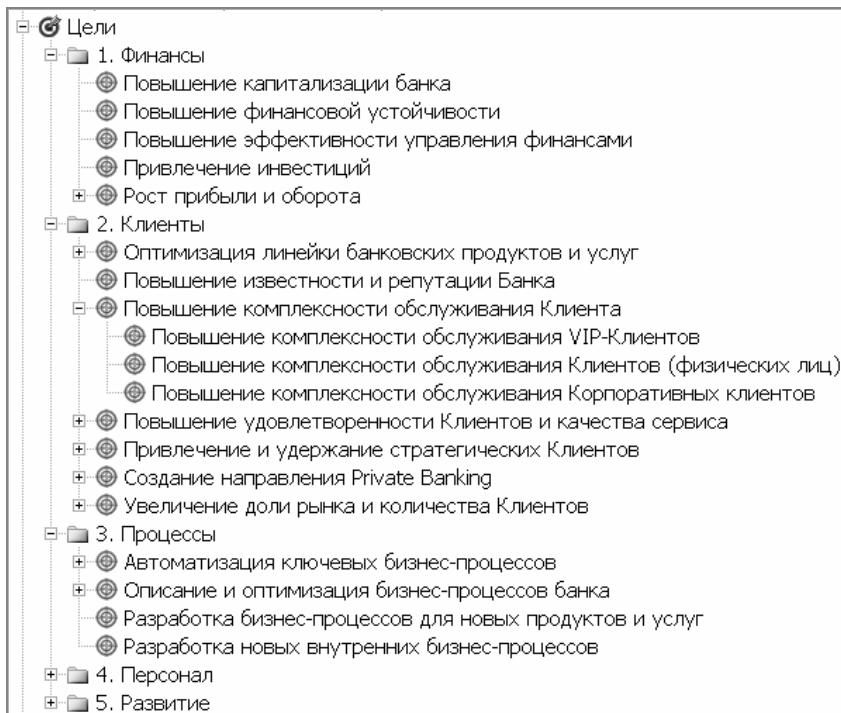 Цели
1. Финансы
Повышение капитализации банка
Повышение финансовой устойчивости
Повышение эффективности управления финансами
Привлечение инвестиций
Рост прибыли и оборота
2. Клиенты
Оптимизация линейки банковских продуктов и услуг
Повышение известности и репутации Банка
Повышение комплексности обслуживания Клиента
Повышение комплексности обслуживания VIP-Клиентов
Повышение комплексности обслуживания Клиентов (физических лиц)
Повышение комплексности обслуживания Корпоративных клиентов
Повышение удовлетворенности Клиентов и качества сервиса
Привлечение и удержание стратегических Клиентов
Создание направления Private Banking
Увеличение доли рынка и количества Клиентов
3. Процессы
Автоматизация ключевых бизнес-процессов
Описание и оптимизация бизнес-процессов банка
Разработка бизнес-процессов для новых продуктов и услуг
Разработка новых внутренних бизнес-процессов
4. Персонал
5. Развитие